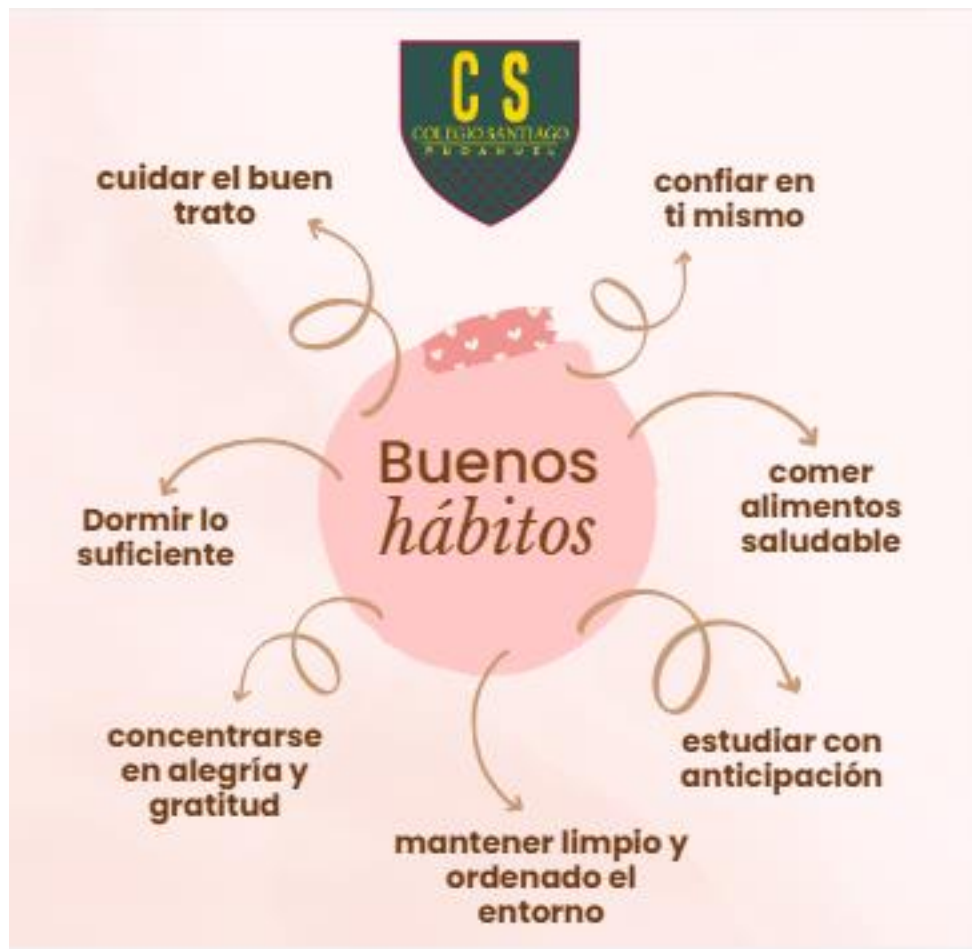 C S
COLEGIO SANTIAGO
PUDAHUEL
cuidar el buen
trato
confiar en
ti mismo
Buenos
hábitos
comer
alimentos
saludable
Dormir lo
suficiente
concentrarse
en alegría y
gratitud
estudiar con
anticipación
mantener limpio y
ordenado el
entorno